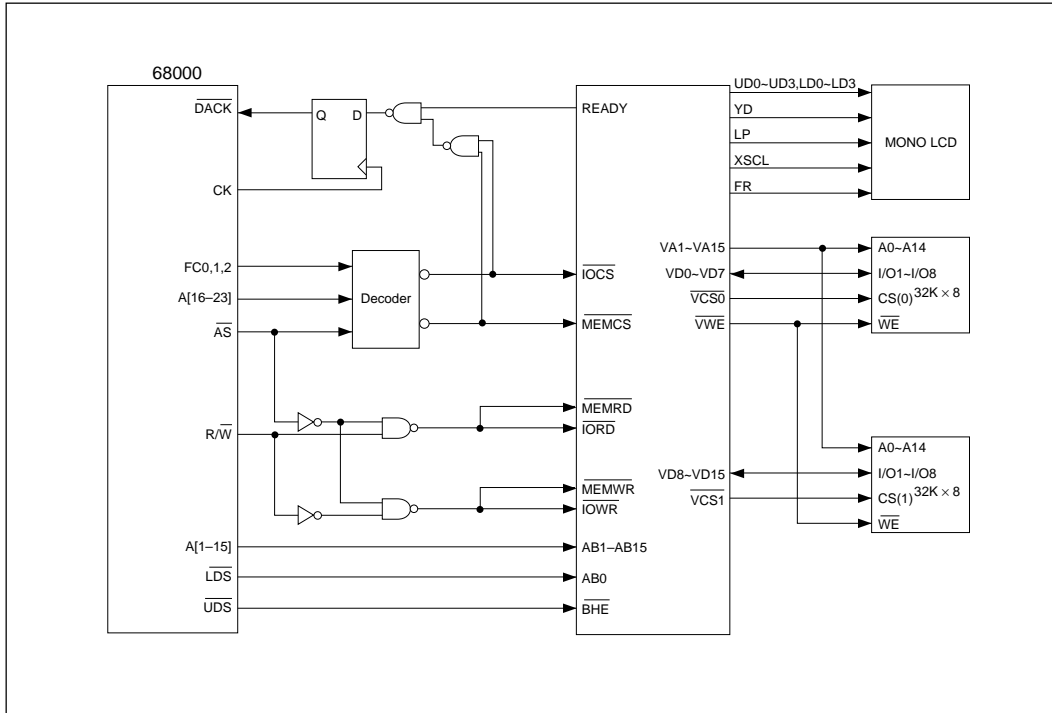 68000
DACK
CK
FC0,1,2
A[16–23]
AS
R/W
A[1–15]
LDS
UDS
Q D
Decoder
READY
IOCS
MEMCS
MEMRD
IORD
MEMWR
IOWR
AB1–AB15
AB0
BHE
VA1~VA15
VD0~VD7
VCS0
VWE
VD8~VD15
VCS1
UD0~UD3,LD0~LD3
YD
LP
XSCL
FR
MONO LCD
A0~A14
I/O1~I/O8
CS(0) 32K × 8
WE
A0~A14
I/O1~I/O8
CS(1) 32K × 8
WE